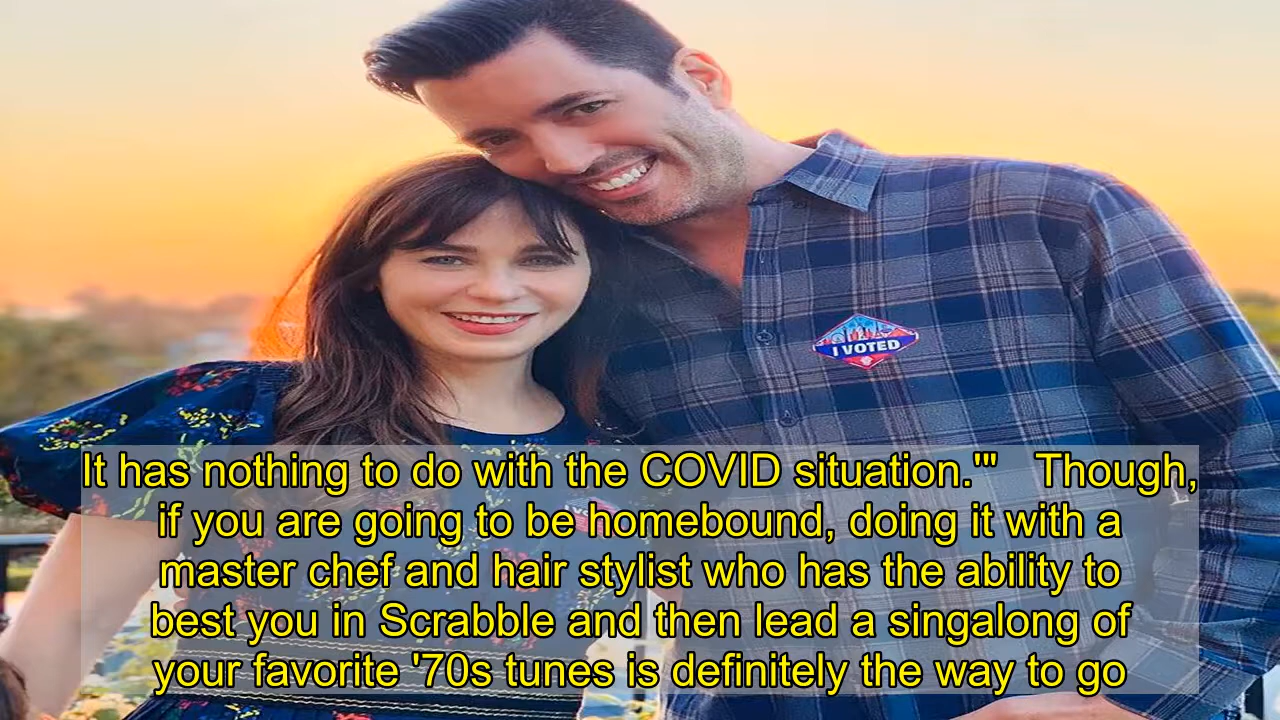 I VOTED
It has nothing to do with the COVID situation.'"   Though,
if you are going to be homebound, doing it with a
master chef and hair stylist who has the ability to
best you in Scrabble and then lead a singalong of
your favorite '70s tunes is definitely the way to go